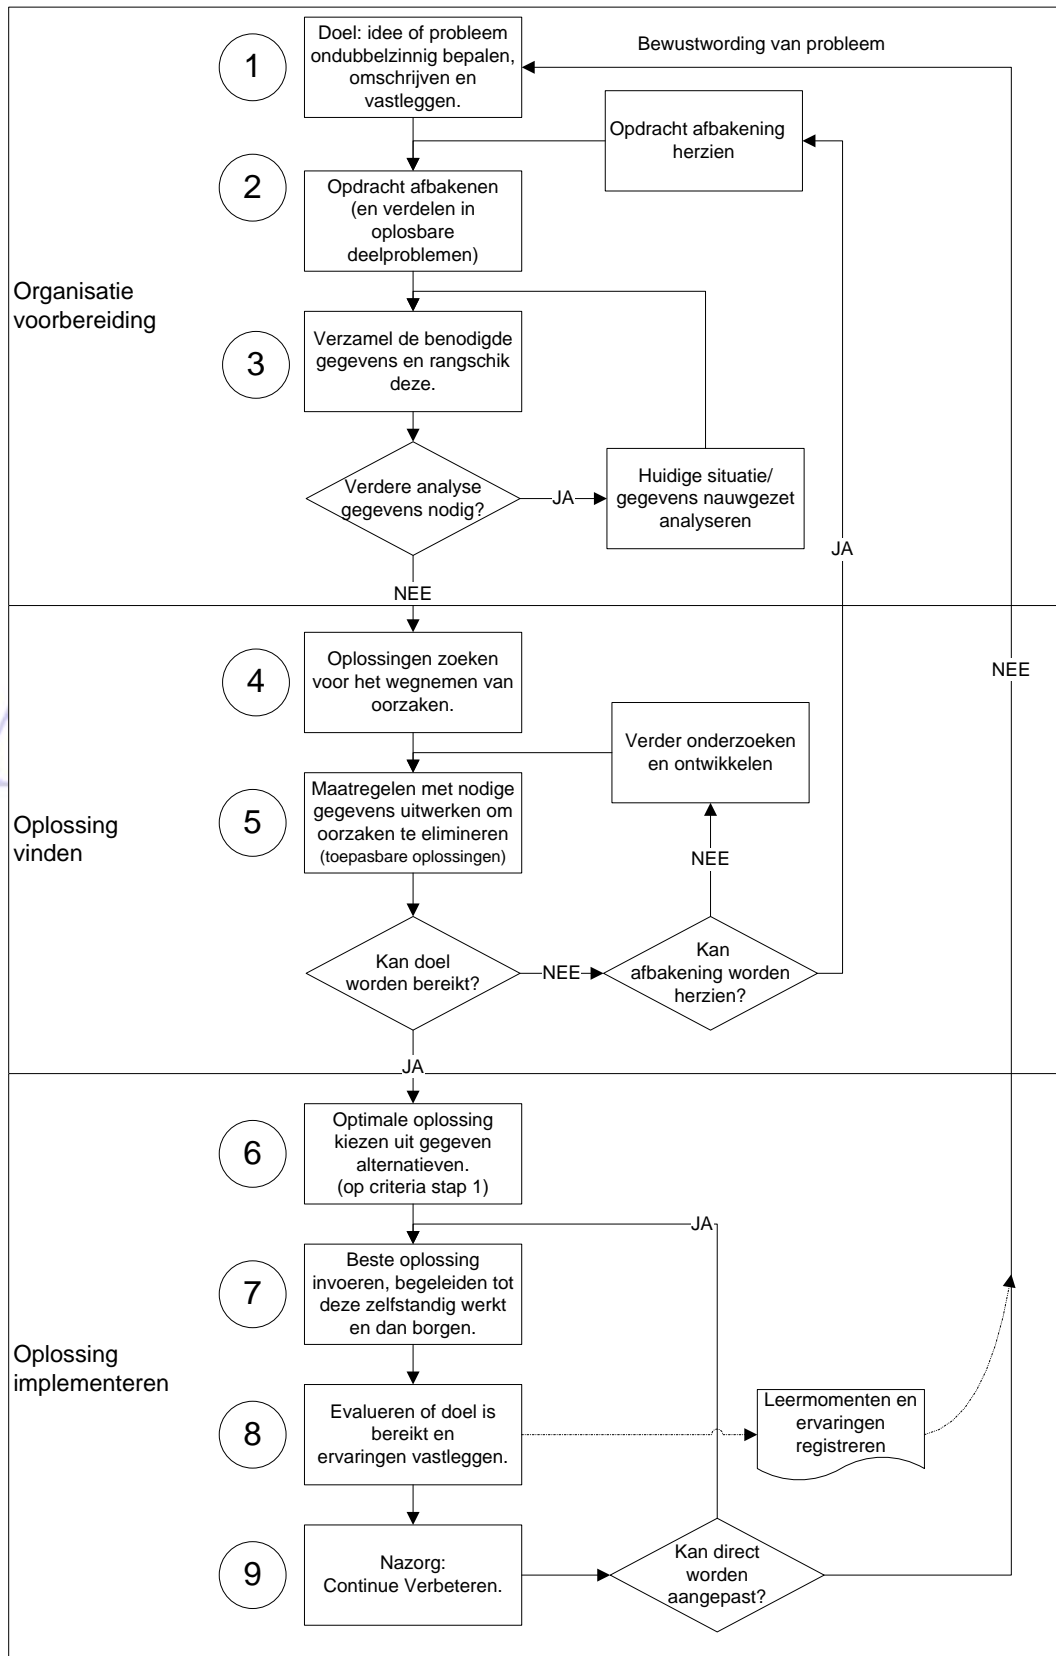 Doel: idee of probleem
ondubbelzinnig bepalen,
omschrijven en
vastleggen.
1
Bewustwording van probleem
Opdracht afbakening
herzien
2
Opdracht afbakenen
(en verdelen in
oplosbare
deelproblemen)
Organisatie
voorbereiding
3
Verzamel de benodigde
gegevens en rangschik
deze.
Verdere analyse
gegevens nodig?
JA
Huidige situatie/
gegevens nauwgezet
analyseren
JA
NEE
4
Oplossingen zoeken
voor het wegnemen van
oorzaken.
NEE
Verder onderzoeken
en ontwikkelen
Oplossing
vinden
5
Maatregelen met nodige
gegevens uitwerken om
oorzaken te elimineren
(toepasbare oplossingen)
NEE
Kan doel
worden bereikt?
NEE
Kan
afbakening worden
herzien?
JA
6
Optimale oplossing
kiezen uit gegeven
alternatieven.
(op criteria stap 1)
JA
7
Beste oplossing
invoeren, begeleiden tot
deze zelfstandig werkt
en dan borgen.
Oplossing
implementeren
8
Evalueren of doel is
bereikt en
ervaringen vastleggen.
Leermomenten en
ervaringen
registreren
9
Nazorg:
Continue Verbeteren.
Kan direct
worden
aangepast?